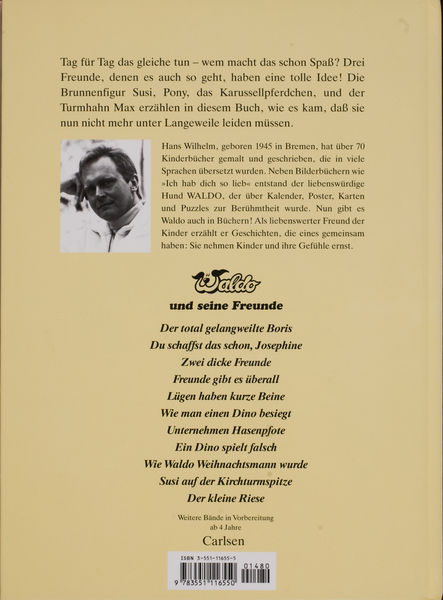 Tag für Tag das gleiche tun – wem macht das schon Spaß? Drei
Freunde, denen es auch so geht, haben eine tolle Idee! Die
Brunnenfigur Susi, Pony, das Karussellpferdchen, und der
Turmhahn Max erzählen in diesem Buch, wie es kam, daß sie
nun nicht mehr unter Langeweile leiden müssen.
Hans Wilhelm, geboren 1945 in Bremen, hat über 70
Kinderbücher gemalt und geschrieben, die in viele
Sprachen übersetzt wurden. Neben Bilderbüchern wie
»Ich hab dich so lieb« entstand der liebenswürdige
Hund WALDO, der über Kalender, Poster, Karten
und Puzzles zur Berühmtheit wurde. Nun gibt es
Waldo auch in Büchern! Als liebenswerter Freund der
Kinder erzählt er Geschichten, die eines gemeinsam
haben: Sie nehmen Kinder und ihre Gefühle ernst.
Waldo
und seine Freunde
Der total gelangweilte Boris
Du schaffst das schon, Josephine
Zwei dicke Freunde
Freunde gibt es überall
Lügen haben kurze Beine
Wie man einen Dino besiegt
Unternehmen Hasenpfote
Ein Dino spielt falsch
Wie Waldo Weihnachtsmann wurde
Susi auf der Kirchturmspitze
Der kleine Riese
Weitere Bände in Vorbereitung
ab 4 Jahre
Carlsen
ISBN 3-551-11655-5
01480
9 783551 116550